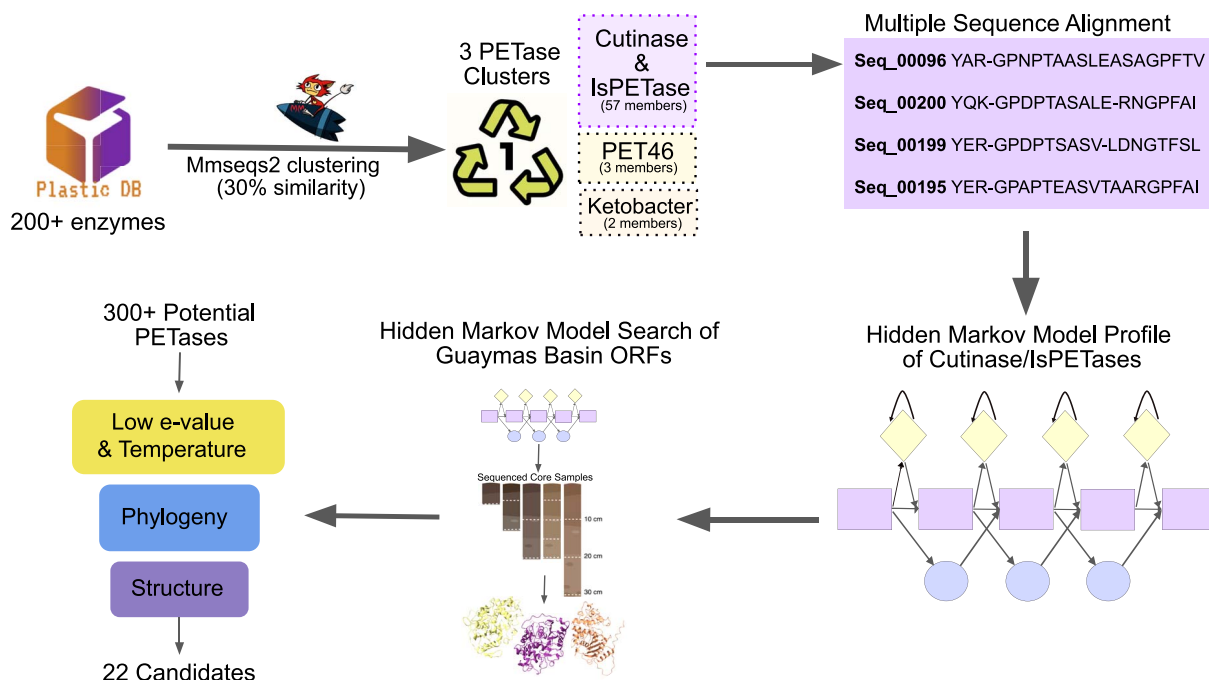 Plastic DB
200+ enzymes
MM
Mmseqs2 clustering
(30% similarity)
3 PETase
Clusters
1
Cutinase
&
IsPETase
(57 members)
PET46
(3 members)
Ketobacter
(2 members)
Multiple Sequence Alignment
Seq_00096 YAR-GPNPTAASLEASAGPFTV
Seq_00200 YQK-GPDPTASALE-RNGPFAI
Seq_00199 YER-GPDPTSASV-LDNGTFSL
Seq_00195 YER-GPAPTEASVTAARGPFAI
Hidden Markov Model Profile
of Cutinase/IsPETases
Hidden Markov Model Search of
Guaymas Basin ORFs
Sequenced Core Samples
10 cm
20 cm
30 cm
300+ Potential
PETases
Low e-value
& Temperature
Phylogeny
Structure
22 Candidates